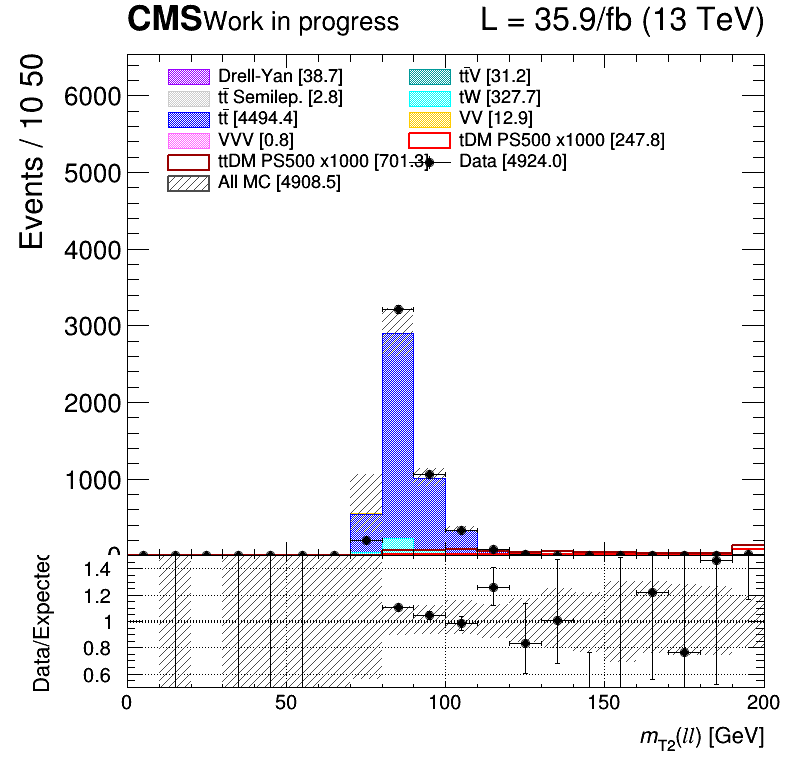 CMS Work in progress L = 35.9/fb (13 TeV)
Events / 10 50
Drell-Yan [38.7]
tt̄V [31.2]
tt̄ Semilep. [2.8]
tW [327.7]
tt̄ [4494.4]
VV [12.9]
VVV [0.8]
tDM PS500 x1000 [247.8]
ttDM PS500 x1000 [701.3]
Data [4924.0]
All MC [4908.5]
6000
5000
4000
3000
2000
1000
0
Data/Expected
1.4
1.2
1
0.8
0.6
0 50 100 150 200
m_T2(ll) [GeV]